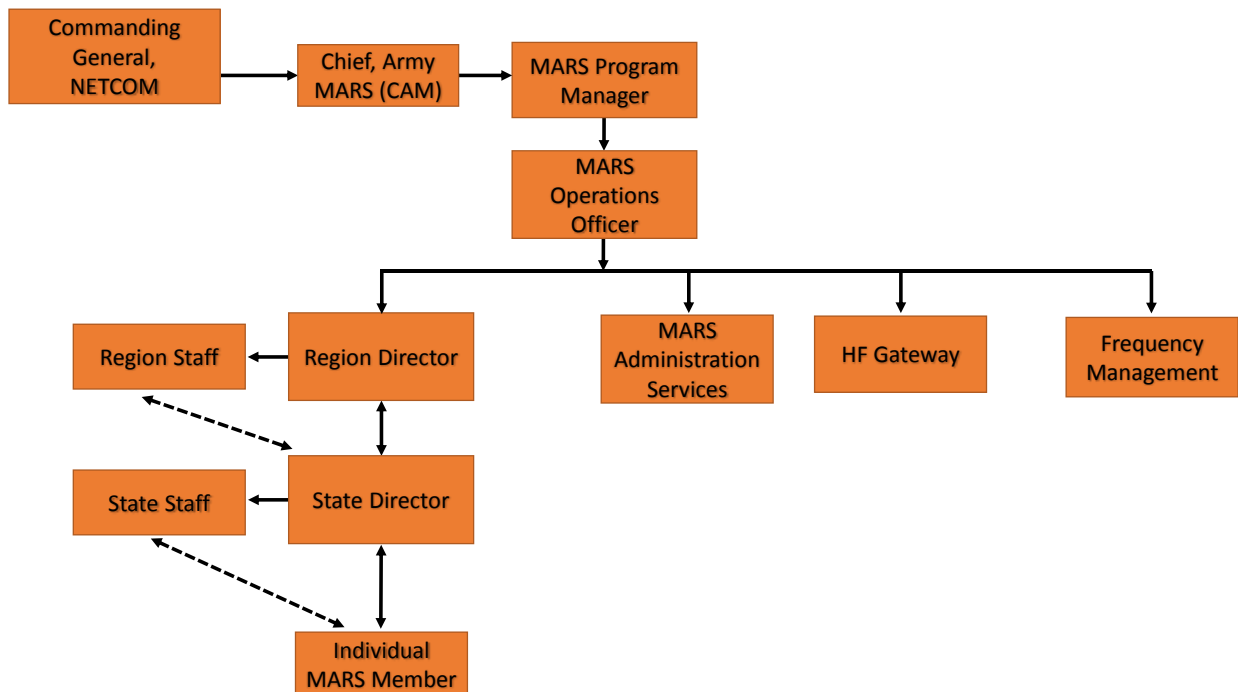 Commanding
General,
NETCOM
Chief, Army
MARS (CAM)
MARS Program
Manager
MARS
Operations
Officer
Region Staff
Region Director
MARS
Administration
Services
HF Gateway
Frequency
Management
State Staff
State Director
Individual
MARS Member